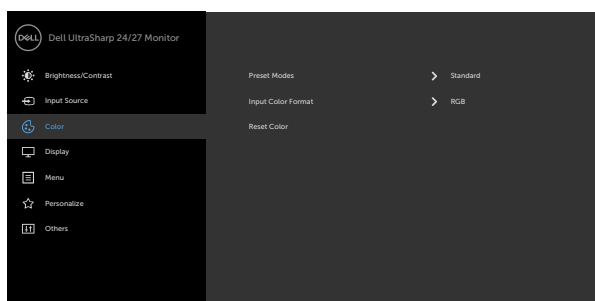 DELL Dell UltraSharp 24/27 Monitor
Brightness/Contrast Preset Modes Standard
Input Source Input Color Format RGB
Color Reset Color
Display
Menu
Personalize
Others